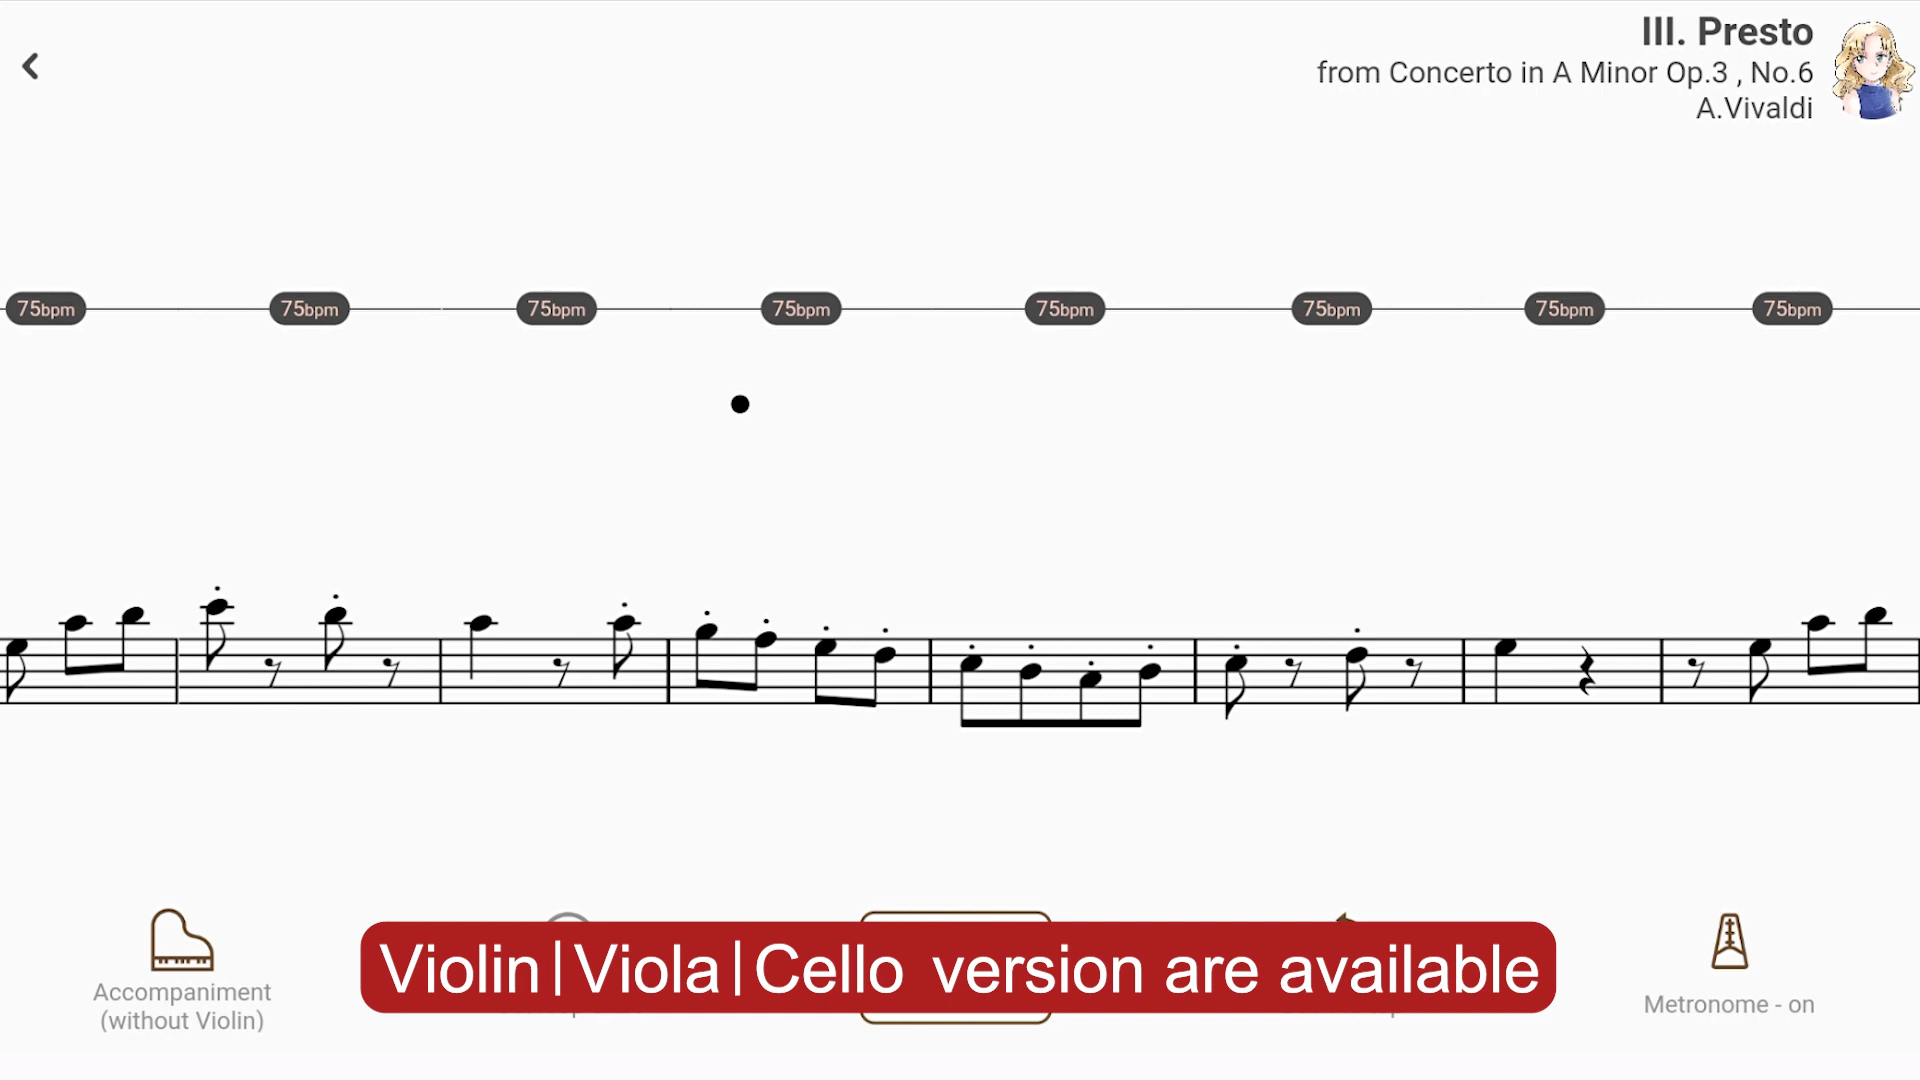 III. Presto
from Concerto in A Minor Op.3 , No.6
A.Vivaldi
75bpm 75bpm 75bpm 75bpm 75bpm 75bpm 75bpm 75bpm
Violin|Viola|Cello version are available
Accompaniment
(without Violin)
Metronome - on